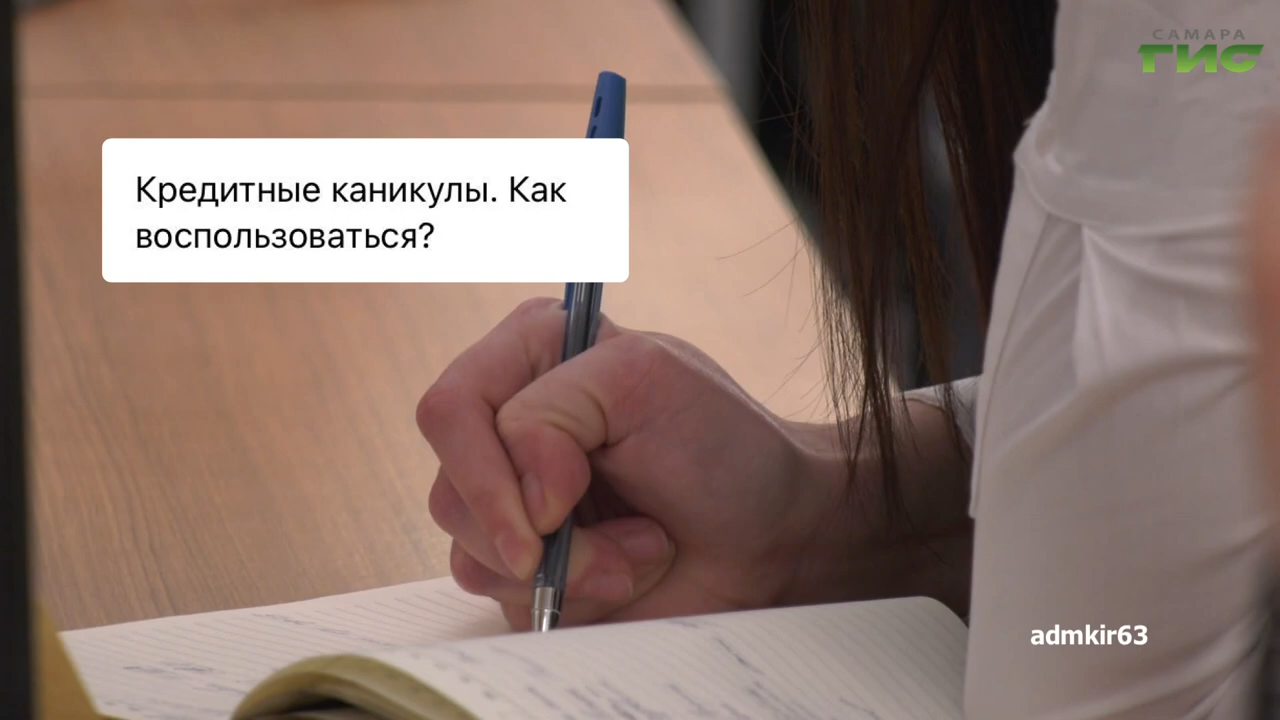 САМАРА
ГИС
Кредитные каникулы. Как
воспользоваться?
admkir63